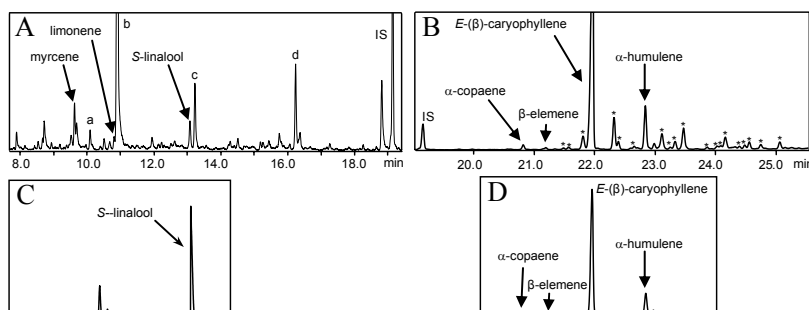 A
b
limonene
myrcene
S-linalool
IS
a
c
d
8.0 10.0 12.0 14.0 16.0 18.0 min
B
E-(β)-caryophyllene
α-humulene
α-copaene
β-elemene
IS
* * * * * * * * * * * * * * * * *
20.0 21.0 22.0 23.0 24.0 25.0 min
C
S--linalool
D
E-(β)-caryophyllene
α-copaene
α-humulene
β-elemene